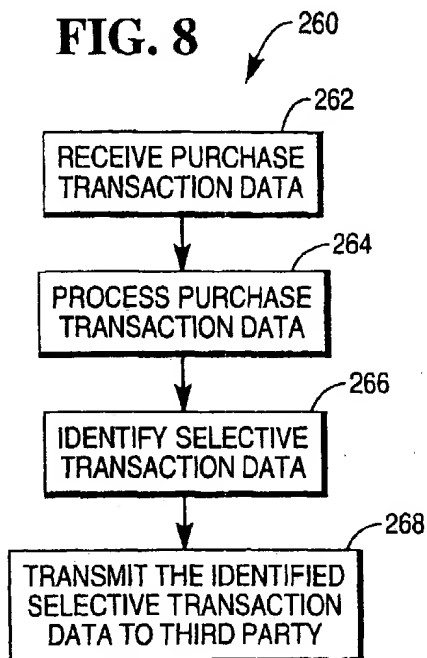 FIG. 8
260
262
RECEIVE PURCHASE
TRANSACTION DATA
264
PROCESS PURCHASE
TRANSACTION DATA
266
IDENTIFY SELECTIVE
TRANSACTION DATA
268
TRANSMIT THE IDENTIFIED
SELECTIVE TRANSACTION
DATA TO THIRD PARTY